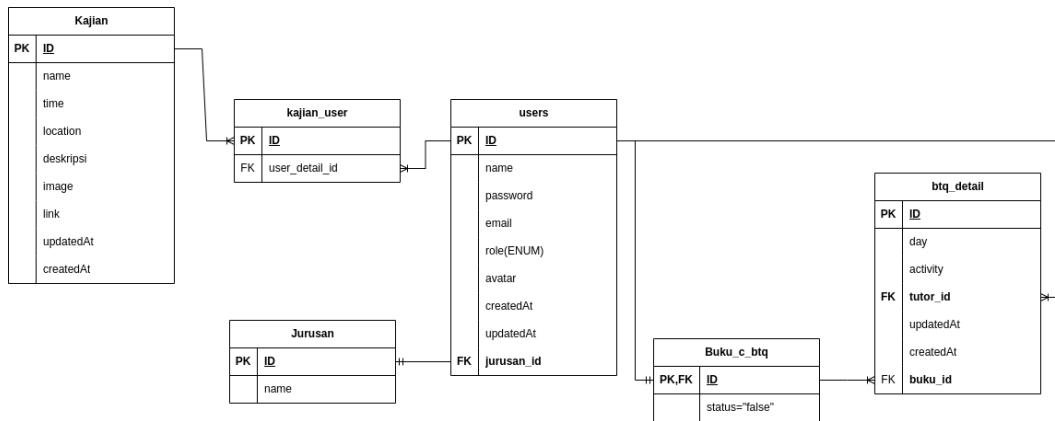 Kajian
PK ID
name
time
location
deskripsi
image
link
updatedAt
createdAt
kajian_user
PK ID
FK user_detail_id
users
PK ID
name
password
email
role(ENUM)
avatar
createdAt
updatedAt
FK jurusan_id
Jurusan
PK ID
name
Buku_c_btq
PK,FK ID
status="false"
btq_detail
PK ID
day
activity
FK tutor_id
updatedAt
createdAt
FK buku_id